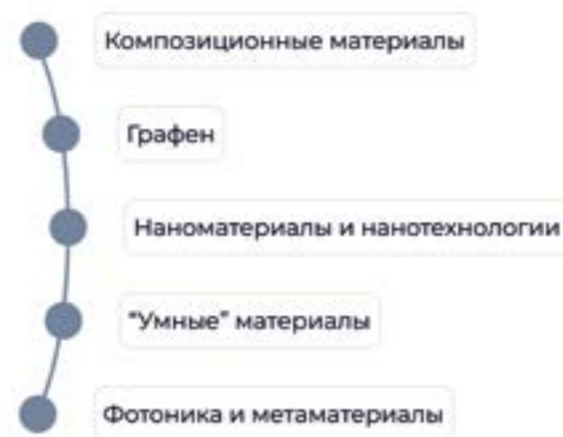 Композиционные материалы
Графен
Наноматериалы и нанотехнологии
“Умные” материалы
Фотоника и метаматериалы